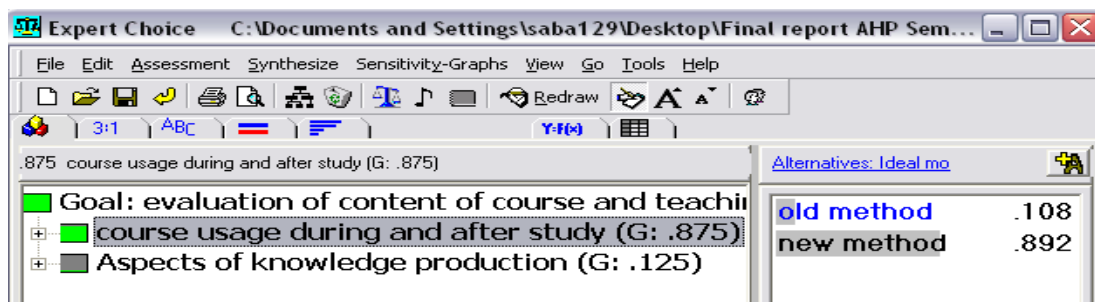 Expert Choice C:\Documents and Settings\saba129\Desktop\Final report AHP Sem...
File Edit Assessment Synthesize Sensitivity-Graphs View Go Tools Help
Redraw A A
3:1 ABC Y=F(x)
.875 course usage during and after study (G: .875)
Alternatives: Ideal mo
Goal: evaluation of content of course and teachin
course usage during and after study (G: .875)
Aspects of knowledge production (G: .125)
old method .108
new method .892